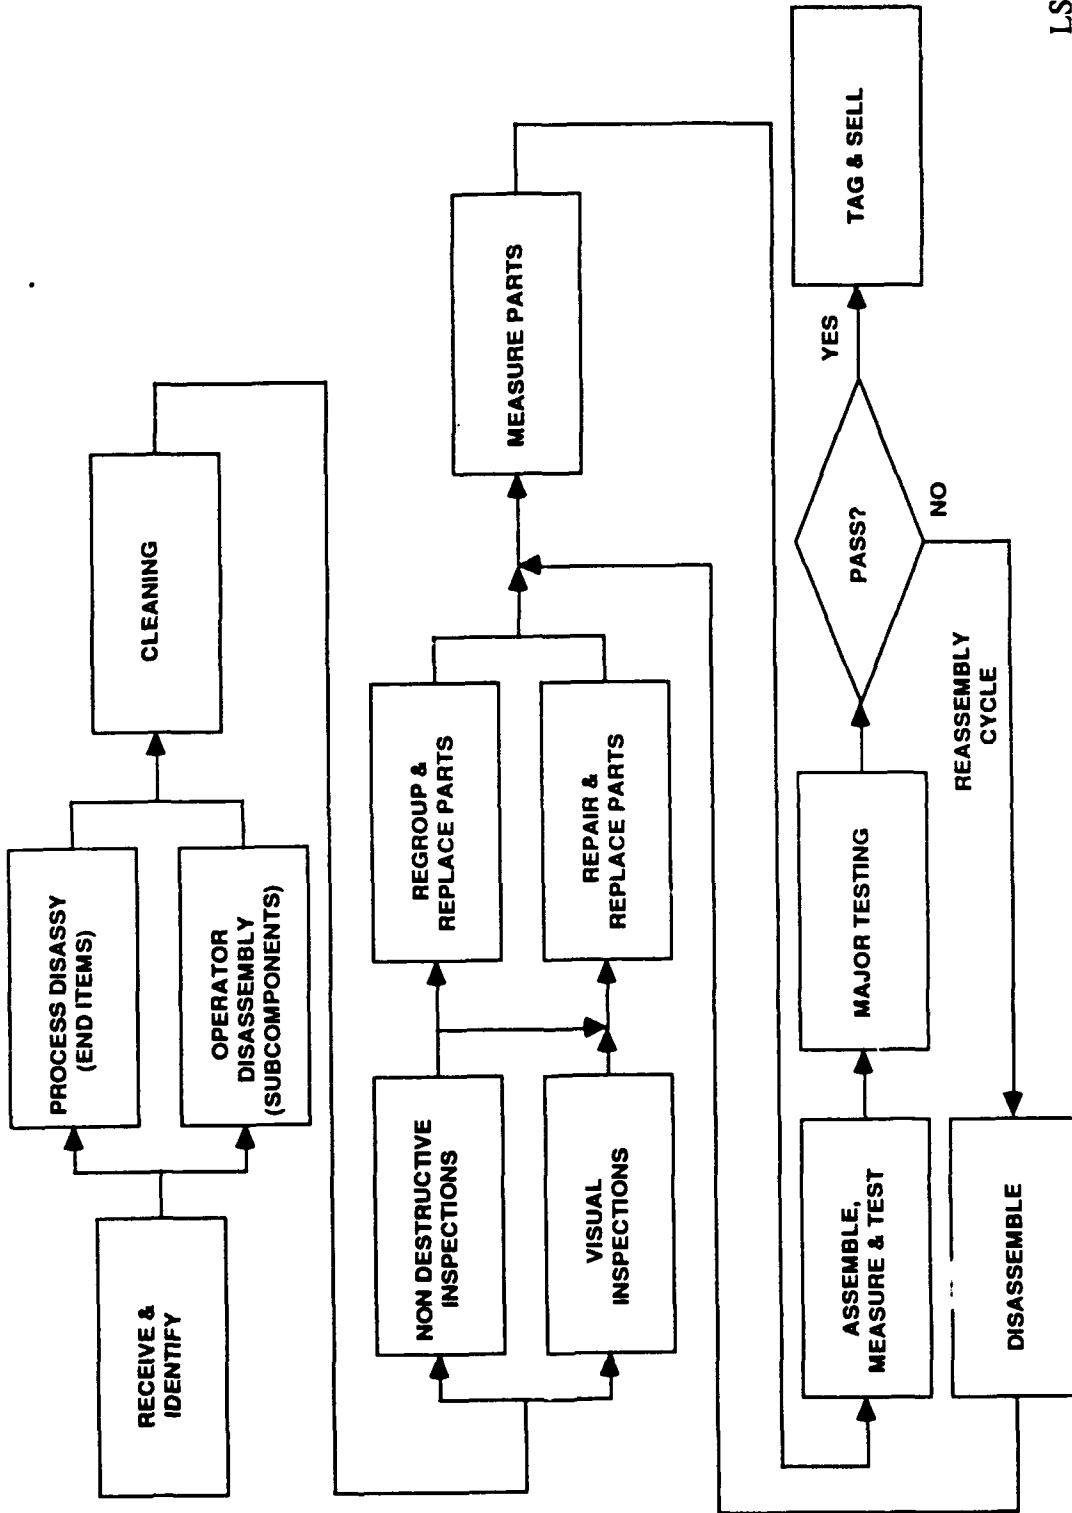 RECEIVE &
IDENTIFY
PROCESS DISASSY
(END ITEMS)
OPERATOR
DISASSEMBLY
(SUBCOMPONENTS)
CLEANING
NON DESTRUCTIVE
INSPECTIONS
VISUAL
INSPECTIONS
REGROUP &
REPLACE PARTS
REPAIR &
REPLACE PARTS
MEASURE PARTS
ASSEMBLE,
MEASURE & TEST
MAJOR TESTING
PASS?
YES
TAG & SELL
NO
REASSEMBLY
CYCLE
DISASSEMBLE
LS